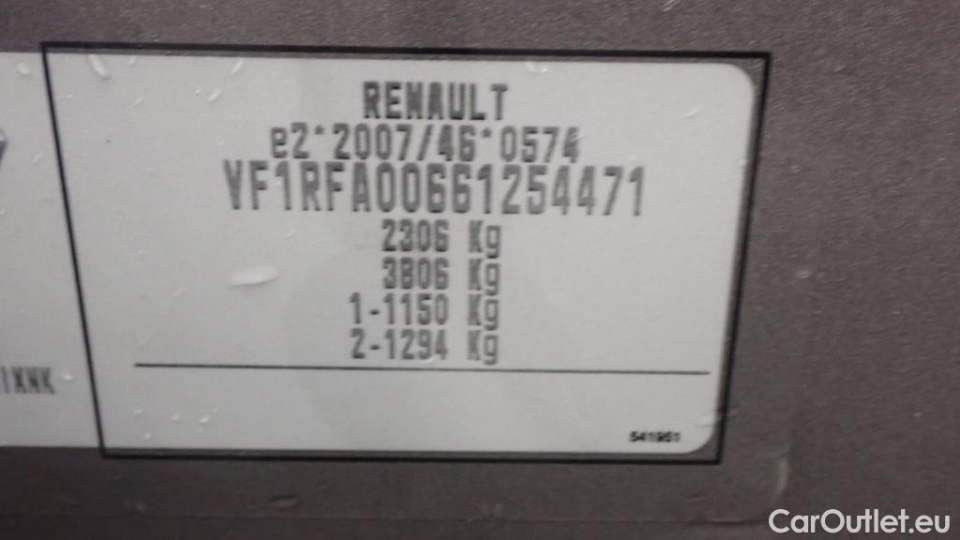 RENAULT
e2*2007/46*0574
VF1RFA00661254471
2306 Kg
3806 Kg
1-1150 Kg
2-1294 Kg
IXWK
541951
CarOutlet.eu